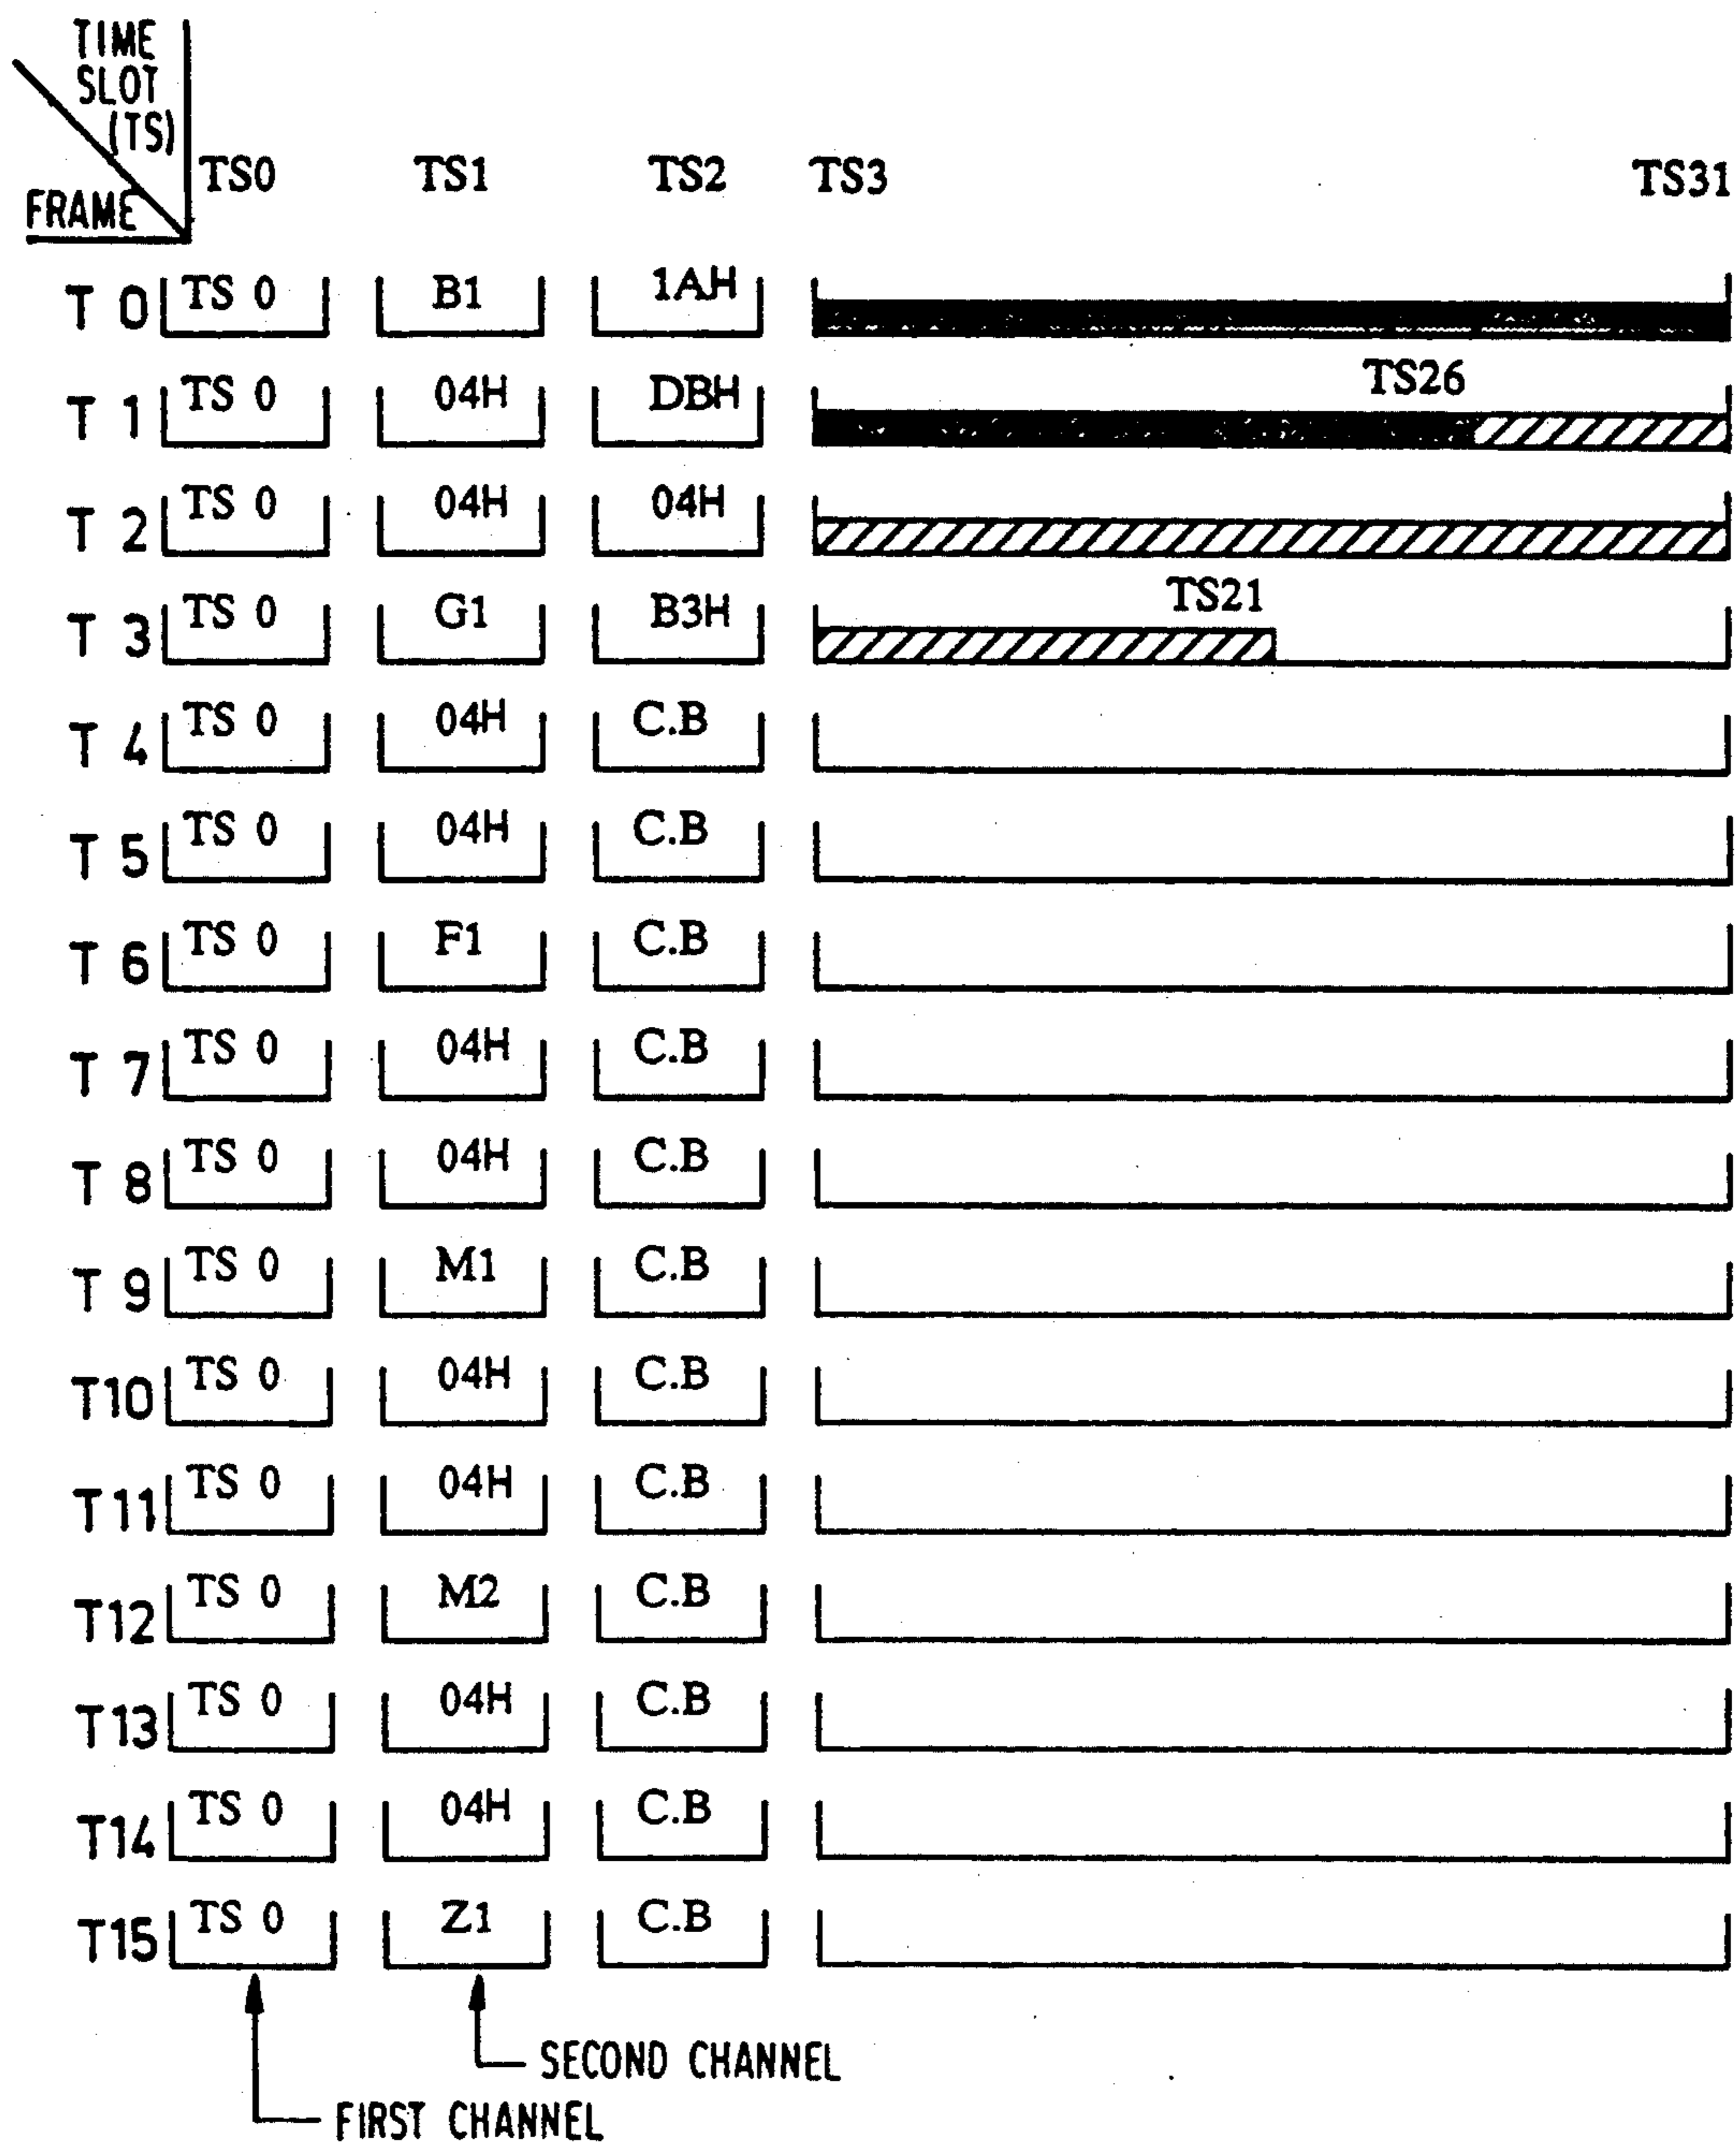 TIME
SLOT
(TS)
FRAME
TS0 TS1 TS2 TS3 TS31
T 0 TS 0 B1 1AH
TS26
T 1 TS 0 04H DBH
T 2 TS 0 04H 04H
TS21
T 3 TS 0 G1 B3H
T 4 TS 0 04H C.B
T 5 TS 0 04H C.B
T 6 TS 0 F1 C.B
T 7 TS 0 04H C.B
T 8 TS 0 04H C.B
T 9 TS 0 M1 C.B
T10 TS 0 04H C.B
T11 TS 0 04H C.B
T12 TS 0 M2 C.B
T13 TS 0 04H C.B
T14 TS 0 04H C.B
T15 TS 0 Z1 C.B
SECOND CHANNEL
FIRST CHANNEL